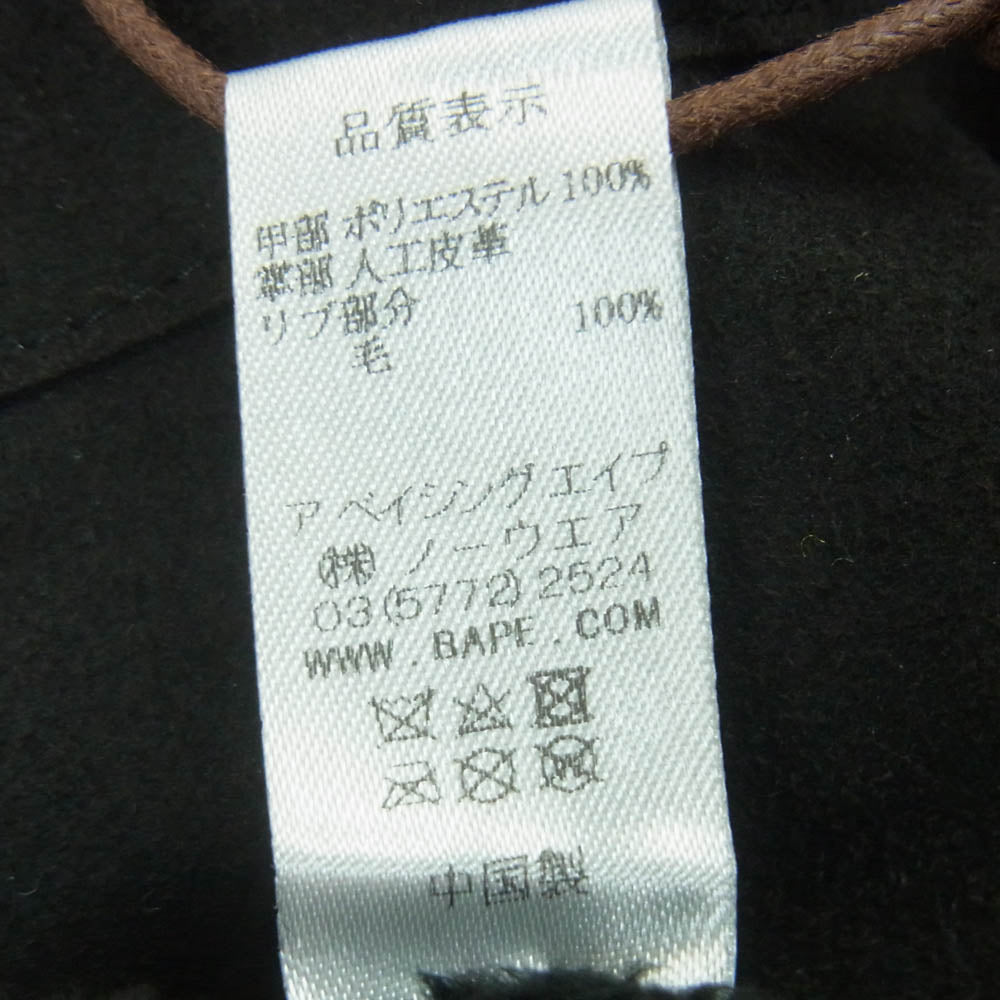 品質表示
甲部 ポリエステル 100%
掌部 人工皮革
リブ部分
毛 100%
ア ベイシング エイプ
(株) ノーウエア
03(5772)2524
WWW.BAPE.COM
中国製